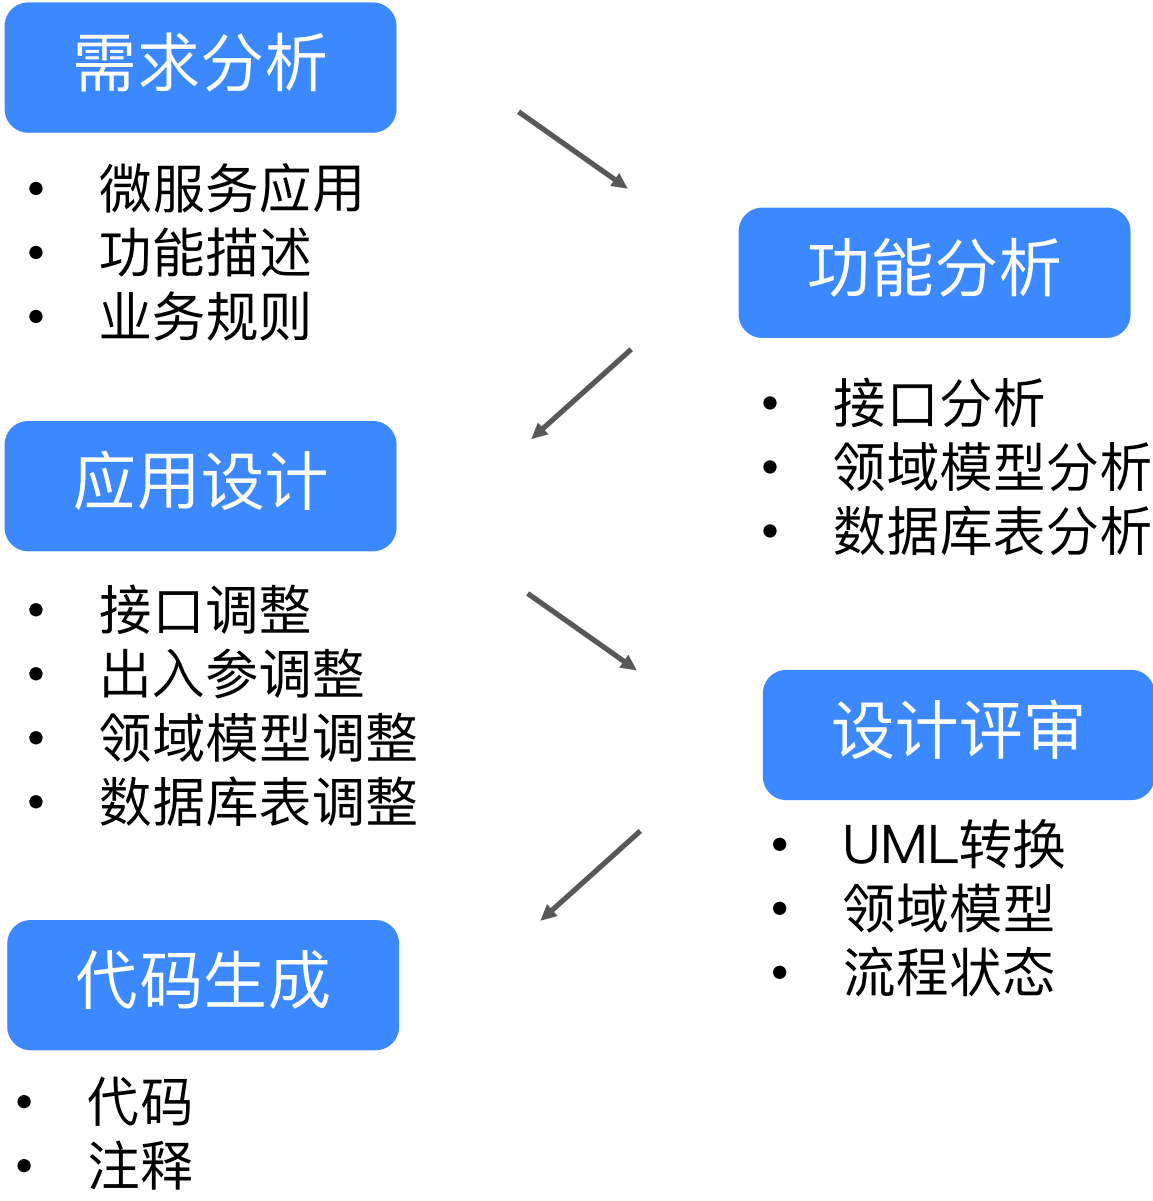 需求分析
• 微服务应用
• 功能描述
• 业务规则
功能分析
• 接口分析
• 领域模型分析
• 数据库表分析
应用设计
• 接口调整
• 出入参调整
• 领域模型调整
• 数据库表调整
设计评审
• UML转换
• 领域模型
• 流程状态
代码生成
• 代码
• 注释